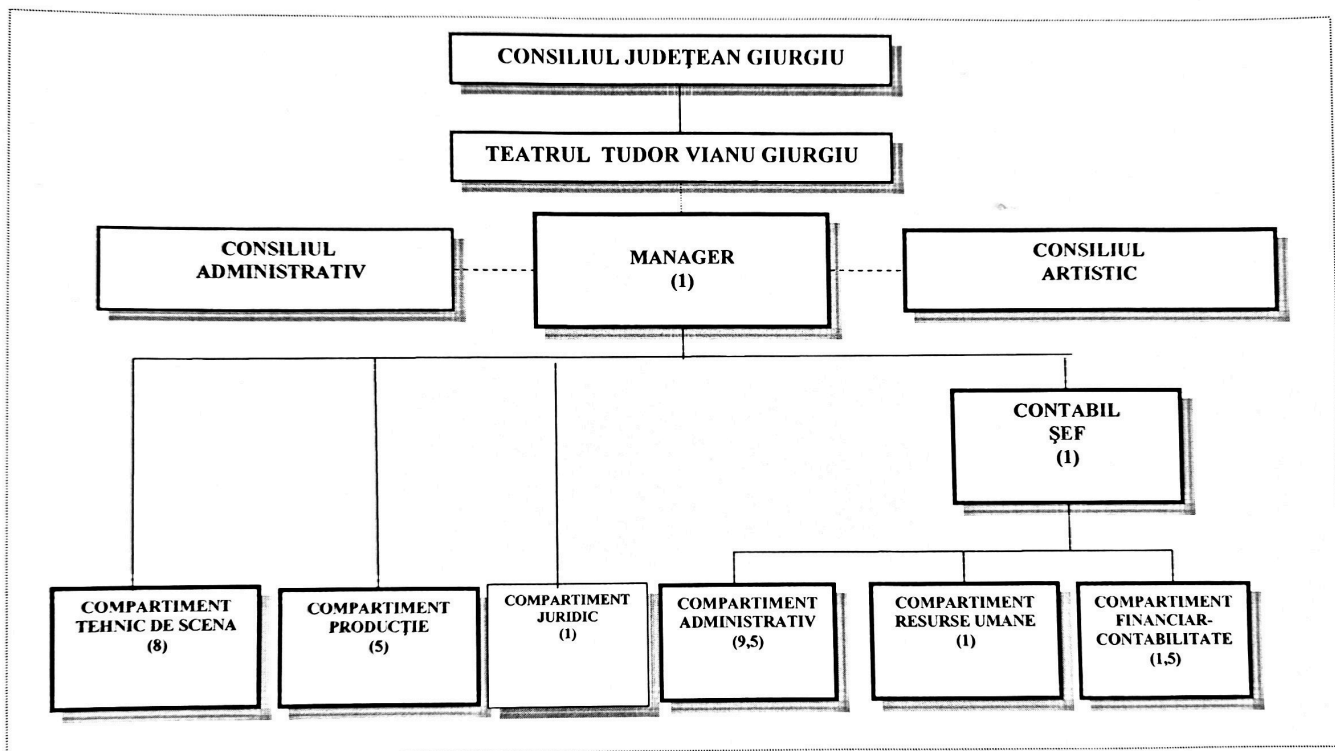 CONSILIUL JUDEŢEAN GIURGIU
TEATRUL TUDOR VIANU GIURGIU
CONSILIUL
ADMINISTRATIV
MANAGER
(1)
CONSILIUL
ARTISTIC
CONTABIL
ŞEF
(1)
COMPARTIMENT
TEHNIC DE SCENA
(8)
COMPARTIMENT
PRODUCŢIE
(5)
COMPARTIMENT
JURIDIC
(1)
COMPARTIMENT
ADMINISTRATIV
(9,5)
COMPARTIMENT
RESURSE UMANE
(1)
COMPARTIMENT
FINANCIAR-
CONTABILITATE
(1,5)